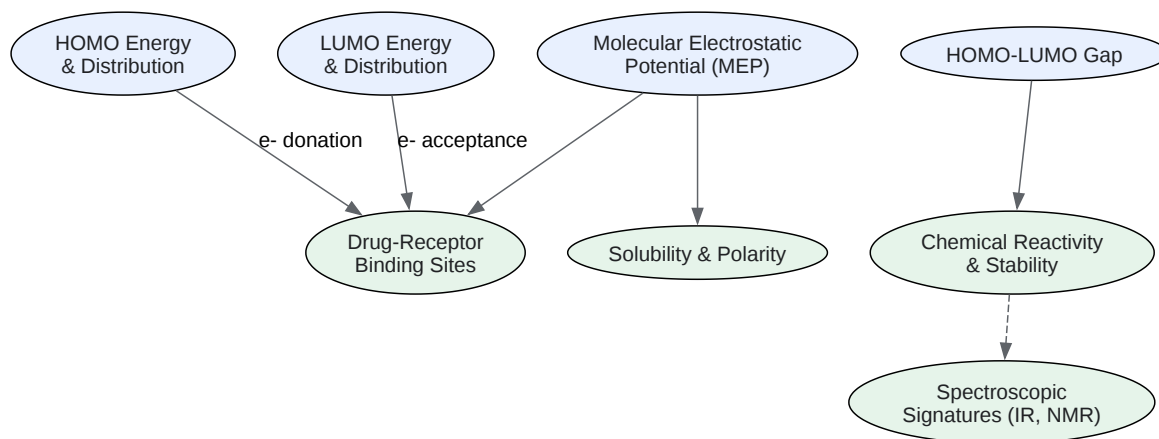 HOMO Energy
& Distribution
LUMO Energy
& Distribution
Molecular Electrostatic
Potential (MEP)
HOMO-LUMO Gap
e- donation
e- acceptance
Drug-Receptor
Binding Sites
Solubility & Polarity
Chemical Reactivity
& Stability
Spectroscopic
Signatures (IR, NMR)